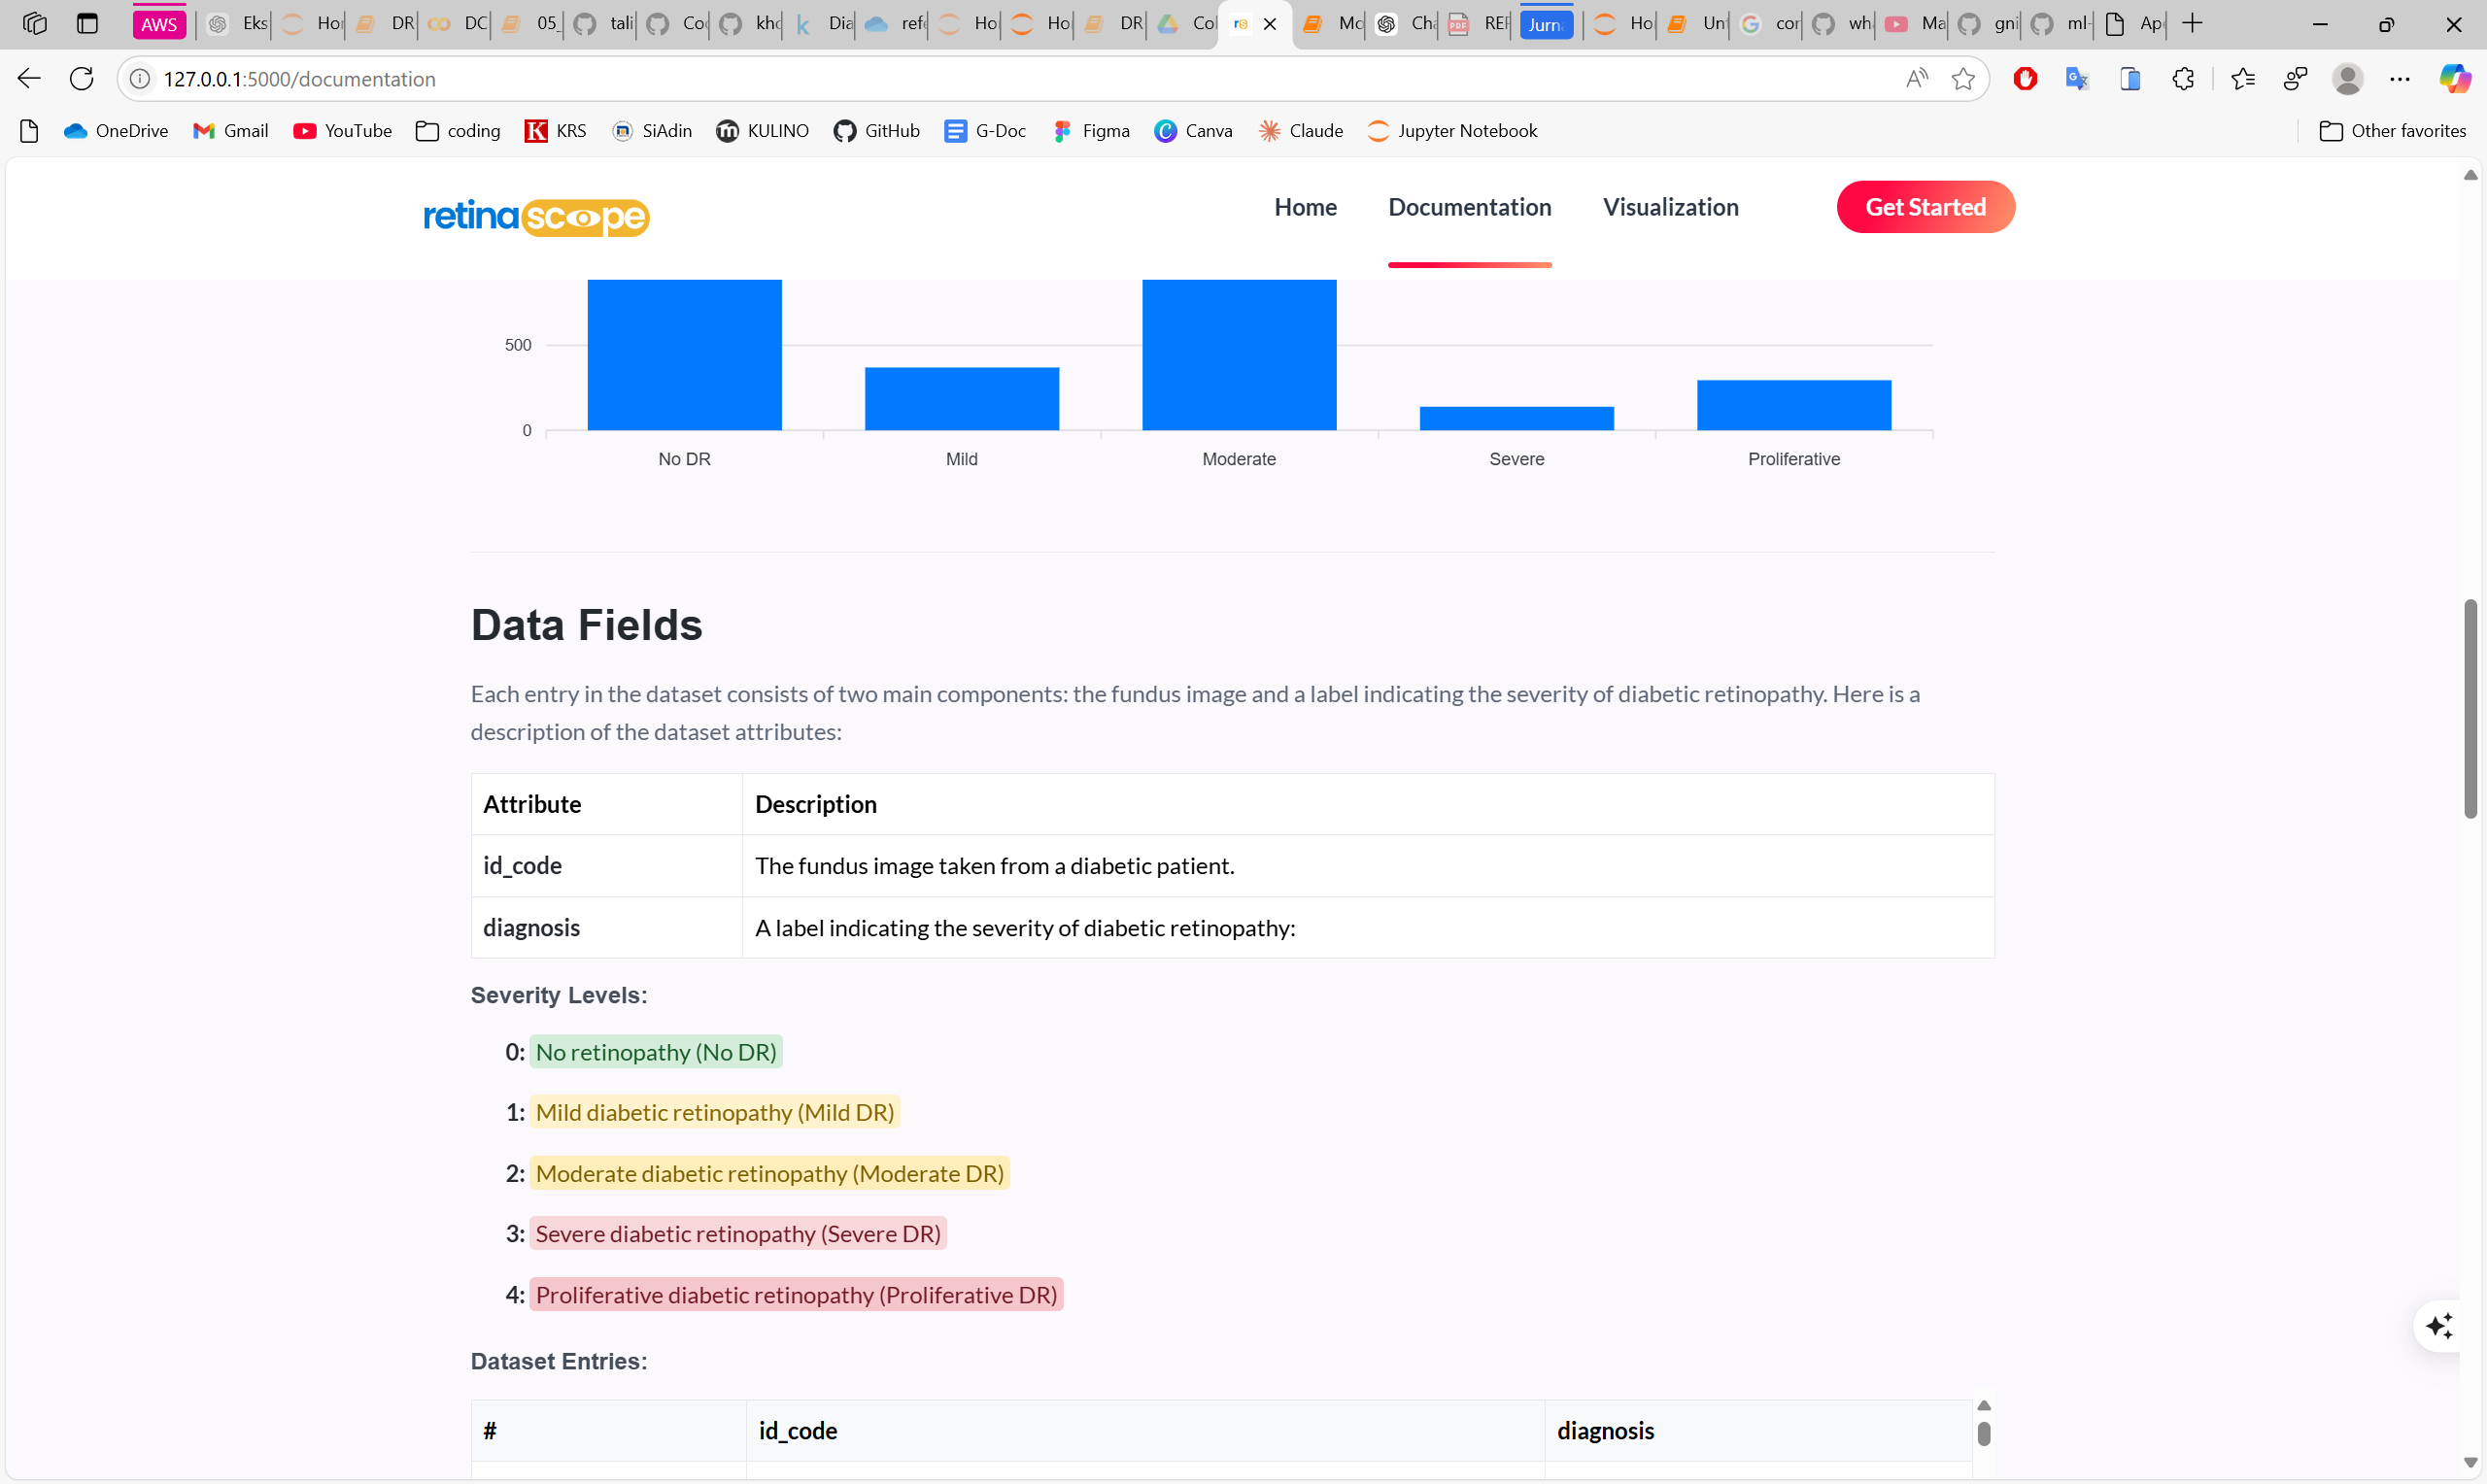 AWS
Eks
Hor
DR
DC
05_
tali
Coc
khc
Dia
refe
Ho
Ho
DR
Col
Mc
Cha
REF
Jurn
Ho
Un
cor
wh
Ma
gni
ml-
Ap
127.0.0.1:5000/documentation
OneDrive
Gmail
YouTube
coding
KRS
SiAdin
KULINO
GitHub
G-Doc
Figma
Canva
Claude
Jupyter Notebook
Other favorites
retinascope
Home
Documentation
Visualization
Get Started
500
0
No DR
Mild
Moderate
Severe
Proliferative
Data Fields
Each entry in the dataset consists of two main components: the fundus image and a label indicating the severity of diabetic retinopathy. Here is a
description of the dataset attributes:
Attribute Description
id_code The fundus image taken from a diabetic patient.
diagnosis A label indicating the severity of diabetic retinopathy:
Severity Levels:
0: No retinopathy (No DR)
1: Mild diabetic retinopathy (Mild DR)
2: Moderate diabetic retinopathy (Moderate DR)
3: Severe diabetic retinopathy (Severe DR)
4: Proliferative diabetic retinopathy (Proliferative DR)
Dataset Entries:
# id_code diagnosis